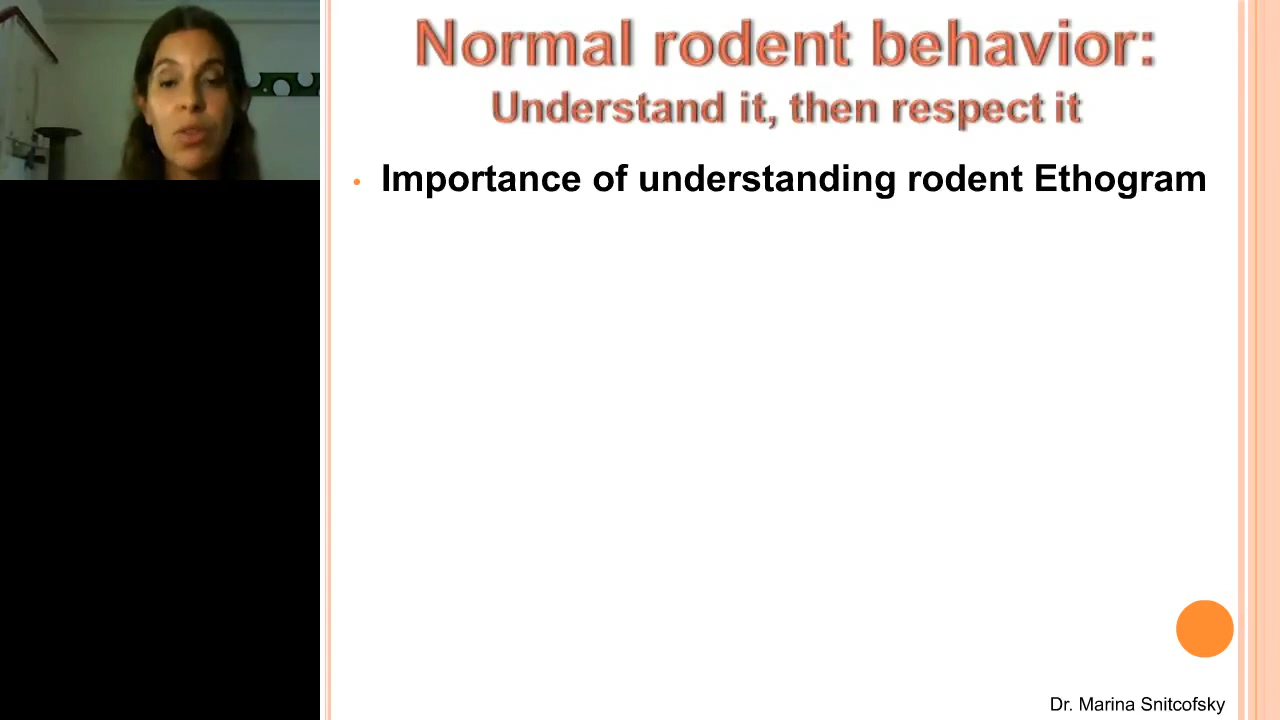 Normal rodent behavior:
Understand it, then respect it
• Importance of understanding rodent Ethogram
Dr. Marina Snitcofsky